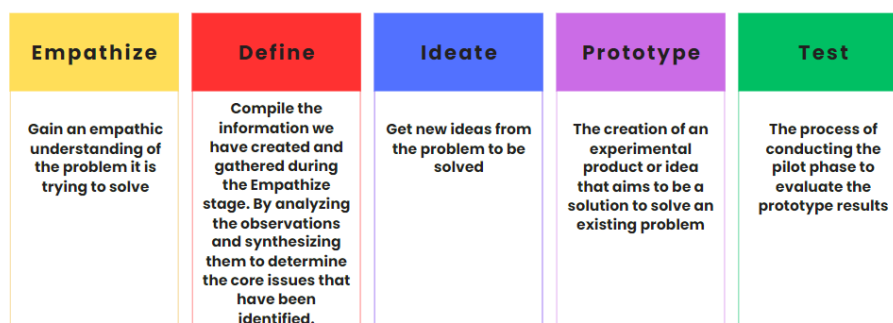 Empathize
Gain an empathic
understanding of
the problem it is
trying to solve
Define
Compile the
information we
have created and
gathered during
the Empathize
stage. By analyzing
the observations
and synthesizing
them to determine
the core issues that
have been
identified.
Ideate
Get new ideas from
the problem to be
solved
Prototype
The creation of an
experimental
product or idea
that aims to be a
solution to solve an
existing problem
Test
The process of
conducting the
pilot phase to
evaluate the
prototype results